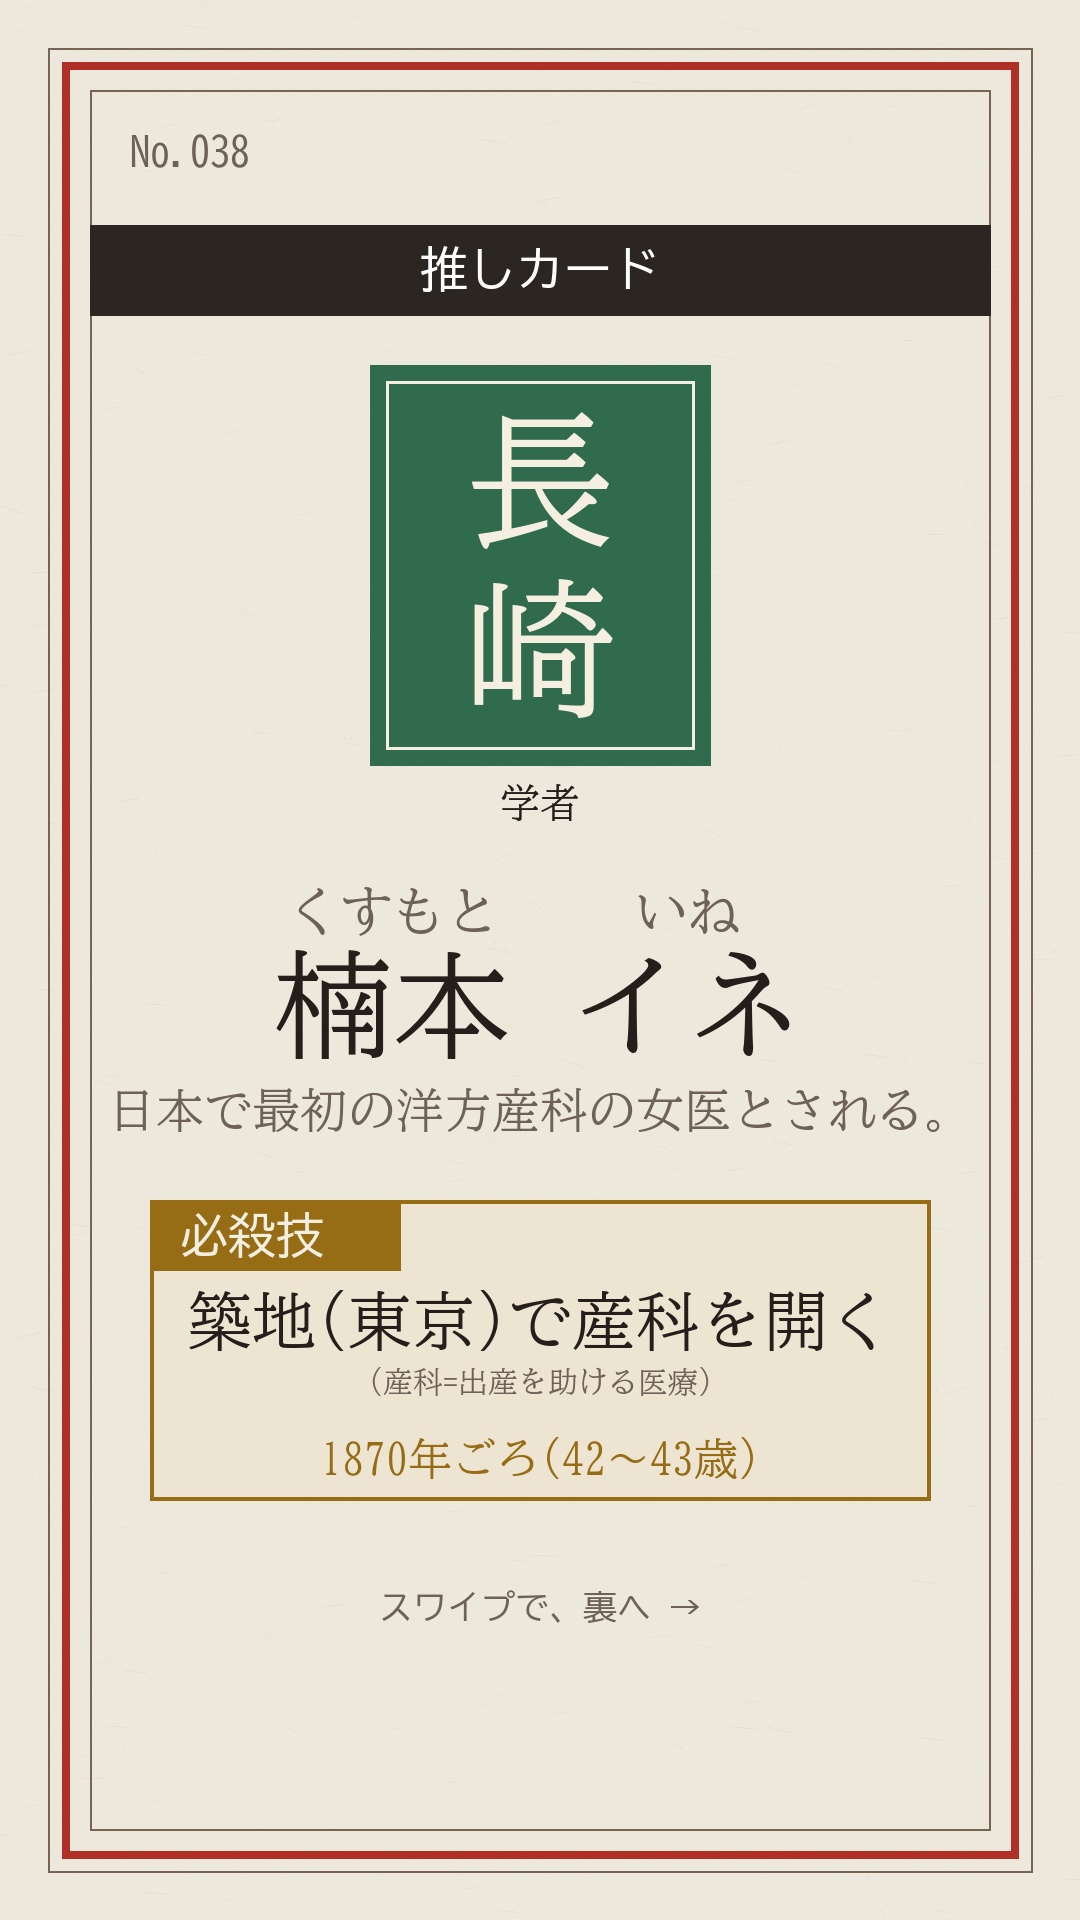 No.038
推しカード
長崎
学者
くすもと いね
楠本 イネ
日本で最初の洋方産科の女医とされる。
必殺技
築地(東京)で産科を開く
(産科=出産を助ける医療)
1870年ごろ(42〜43歳)
スワイプで、裏へ →